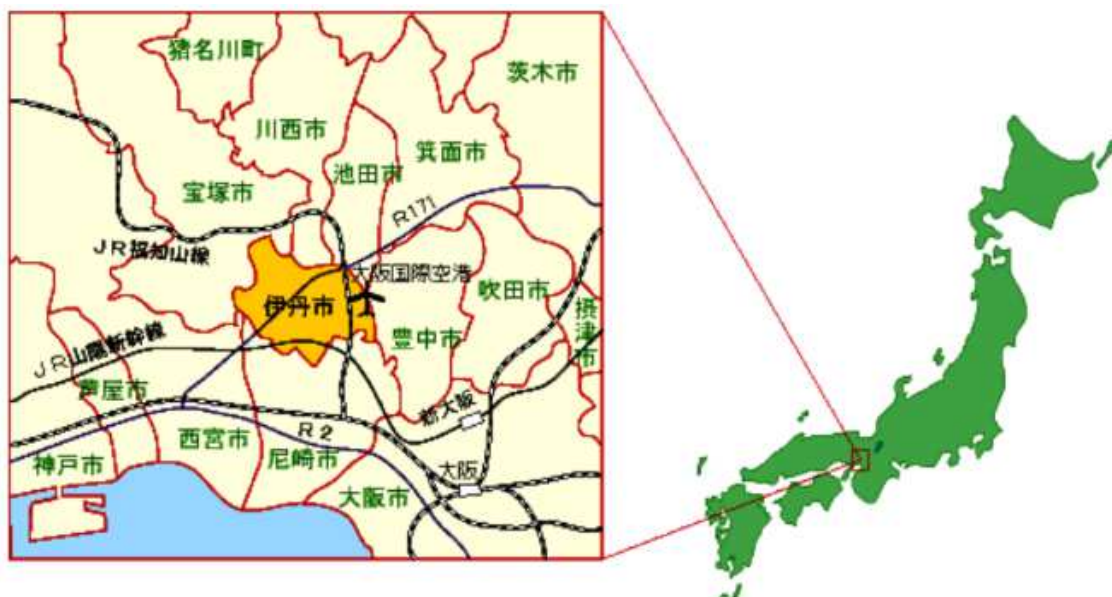 猪名川町
茨木市
川西市
箕面市
池田市
宝塚市
R171
JR福知山線
大阪国際空港
伊丹市
吹田市
摂津市
豊中市
JR山陽新幹線
芦屋市
新大阪
西宮市
R2
尼崎市
大阪
神戸市
大阪市